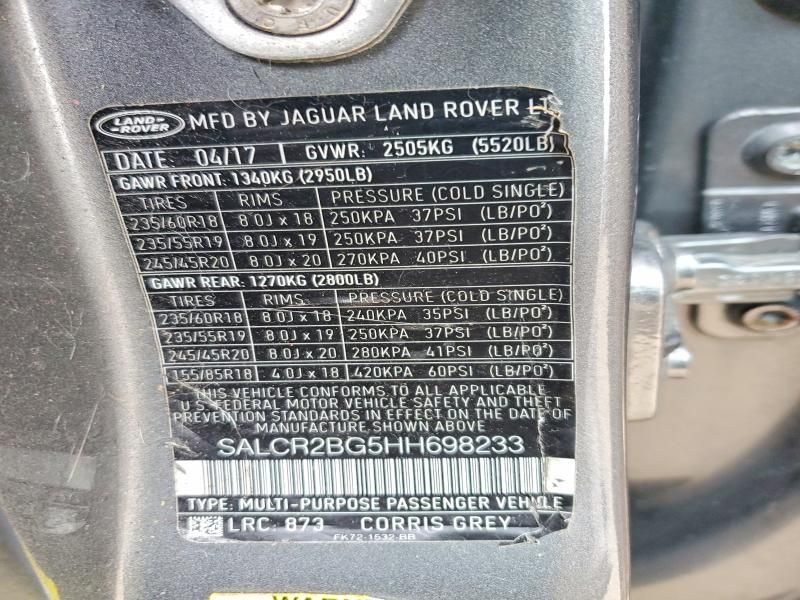 LAND-ROVER MFD BY JAGUAR LAND ROVER LT
DATE: 04/17 GVWR: 2505KG (5520LB)
GAWR FRONT: 1340KG (2950LB)
TIRES RIMS PRESSURE (COLD SINGLE)
235/60R18 8.0J x 18 250KPA 37PSI (LB/PO²)
235/55R19 8.0J x 19 250KPA 37PSI (LB/PO²)
245/45R20 8.0J x 20 270KPA 40PSI (LB/PO²)
GAWR REAR: 1270KG (2800LB)
TIRES RIMS PRESSURE (COLD SINGLE)
235/60R18 8.0J x 18 240KPA 35PSI (LB/PO²)
235/55R19 8.0J x 19 250KPA 37PSI (LB/PO²)
245/45R20 8.0J x 20 280KPA 41PSI (LB/PO²)
155/85R18 4.0J x 18 420KPA 60PSI (LB/PO²)
THIS VEHICLE CONFORMS TO ALL APPLICABLE
U.S FEDERAL MOTOR VEHICLE SAFETY AND THEFT
PREVENTION STANDARDS IN EFFECT ON THE DATE OF
MANUFACTURE SHOWN ABOVE
SALCR2BG5HH698233
TYPE: MULTI-PURPOSE PASSENGER VEHICLE
LRC: 873 CORRIS GREY
FK72-1532-BB